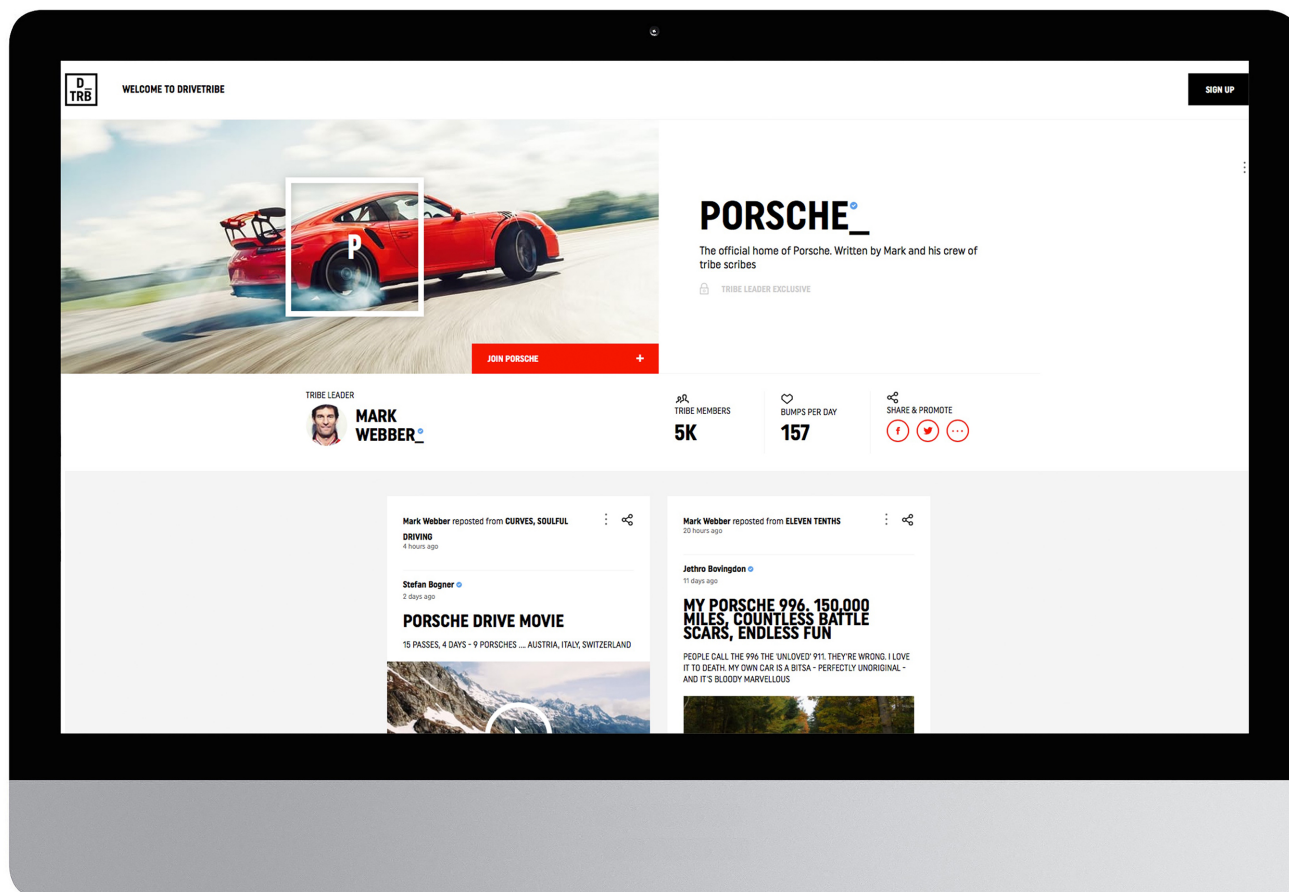 D_
TRB
WELCOME TO DRIVETRIBE
SIGN UP
P
JOIN PORSCHE +
PORSCHE_
The official home of Porsche. Written by Mark and his crew of
tribe scribes
TRIBE LEADER EXCLUSIVE
TRIBE LEADER
MARK
WEBBER_
TRIBE MEMBERS
5K
BUMPS PER DAY
157
SHARE & PROMOTE
Mark Webber reposted from CURVES, SOULFUL
DRIVING
4 hours ago
Stefan Bogner
2 days ago
PORSCHE DRIVE MOVIE
15 PASSES, 4 DAYS - 9 PORSCHES .... AUSTRIA, ITALY, SWITZERLAND
Mark Webber reposted from ELEVEN TENTHS
20 hours ago
Jethro Bovingdon
11 days ago
MY PORSCHE 996. 150,000
MILES, COUNTLESS BATTLE
SCARS, ENDLESS FUN
PEOPLE CALL THE 996 THE 'UNLOVED' 911. THEY'RE WRONG. I LOVE
IT TO DEATH. MY OWN CAR IS A BITSA - PERFECTLY UNORIGINAL -
AND IT'S BLOODY MARVELLOUS